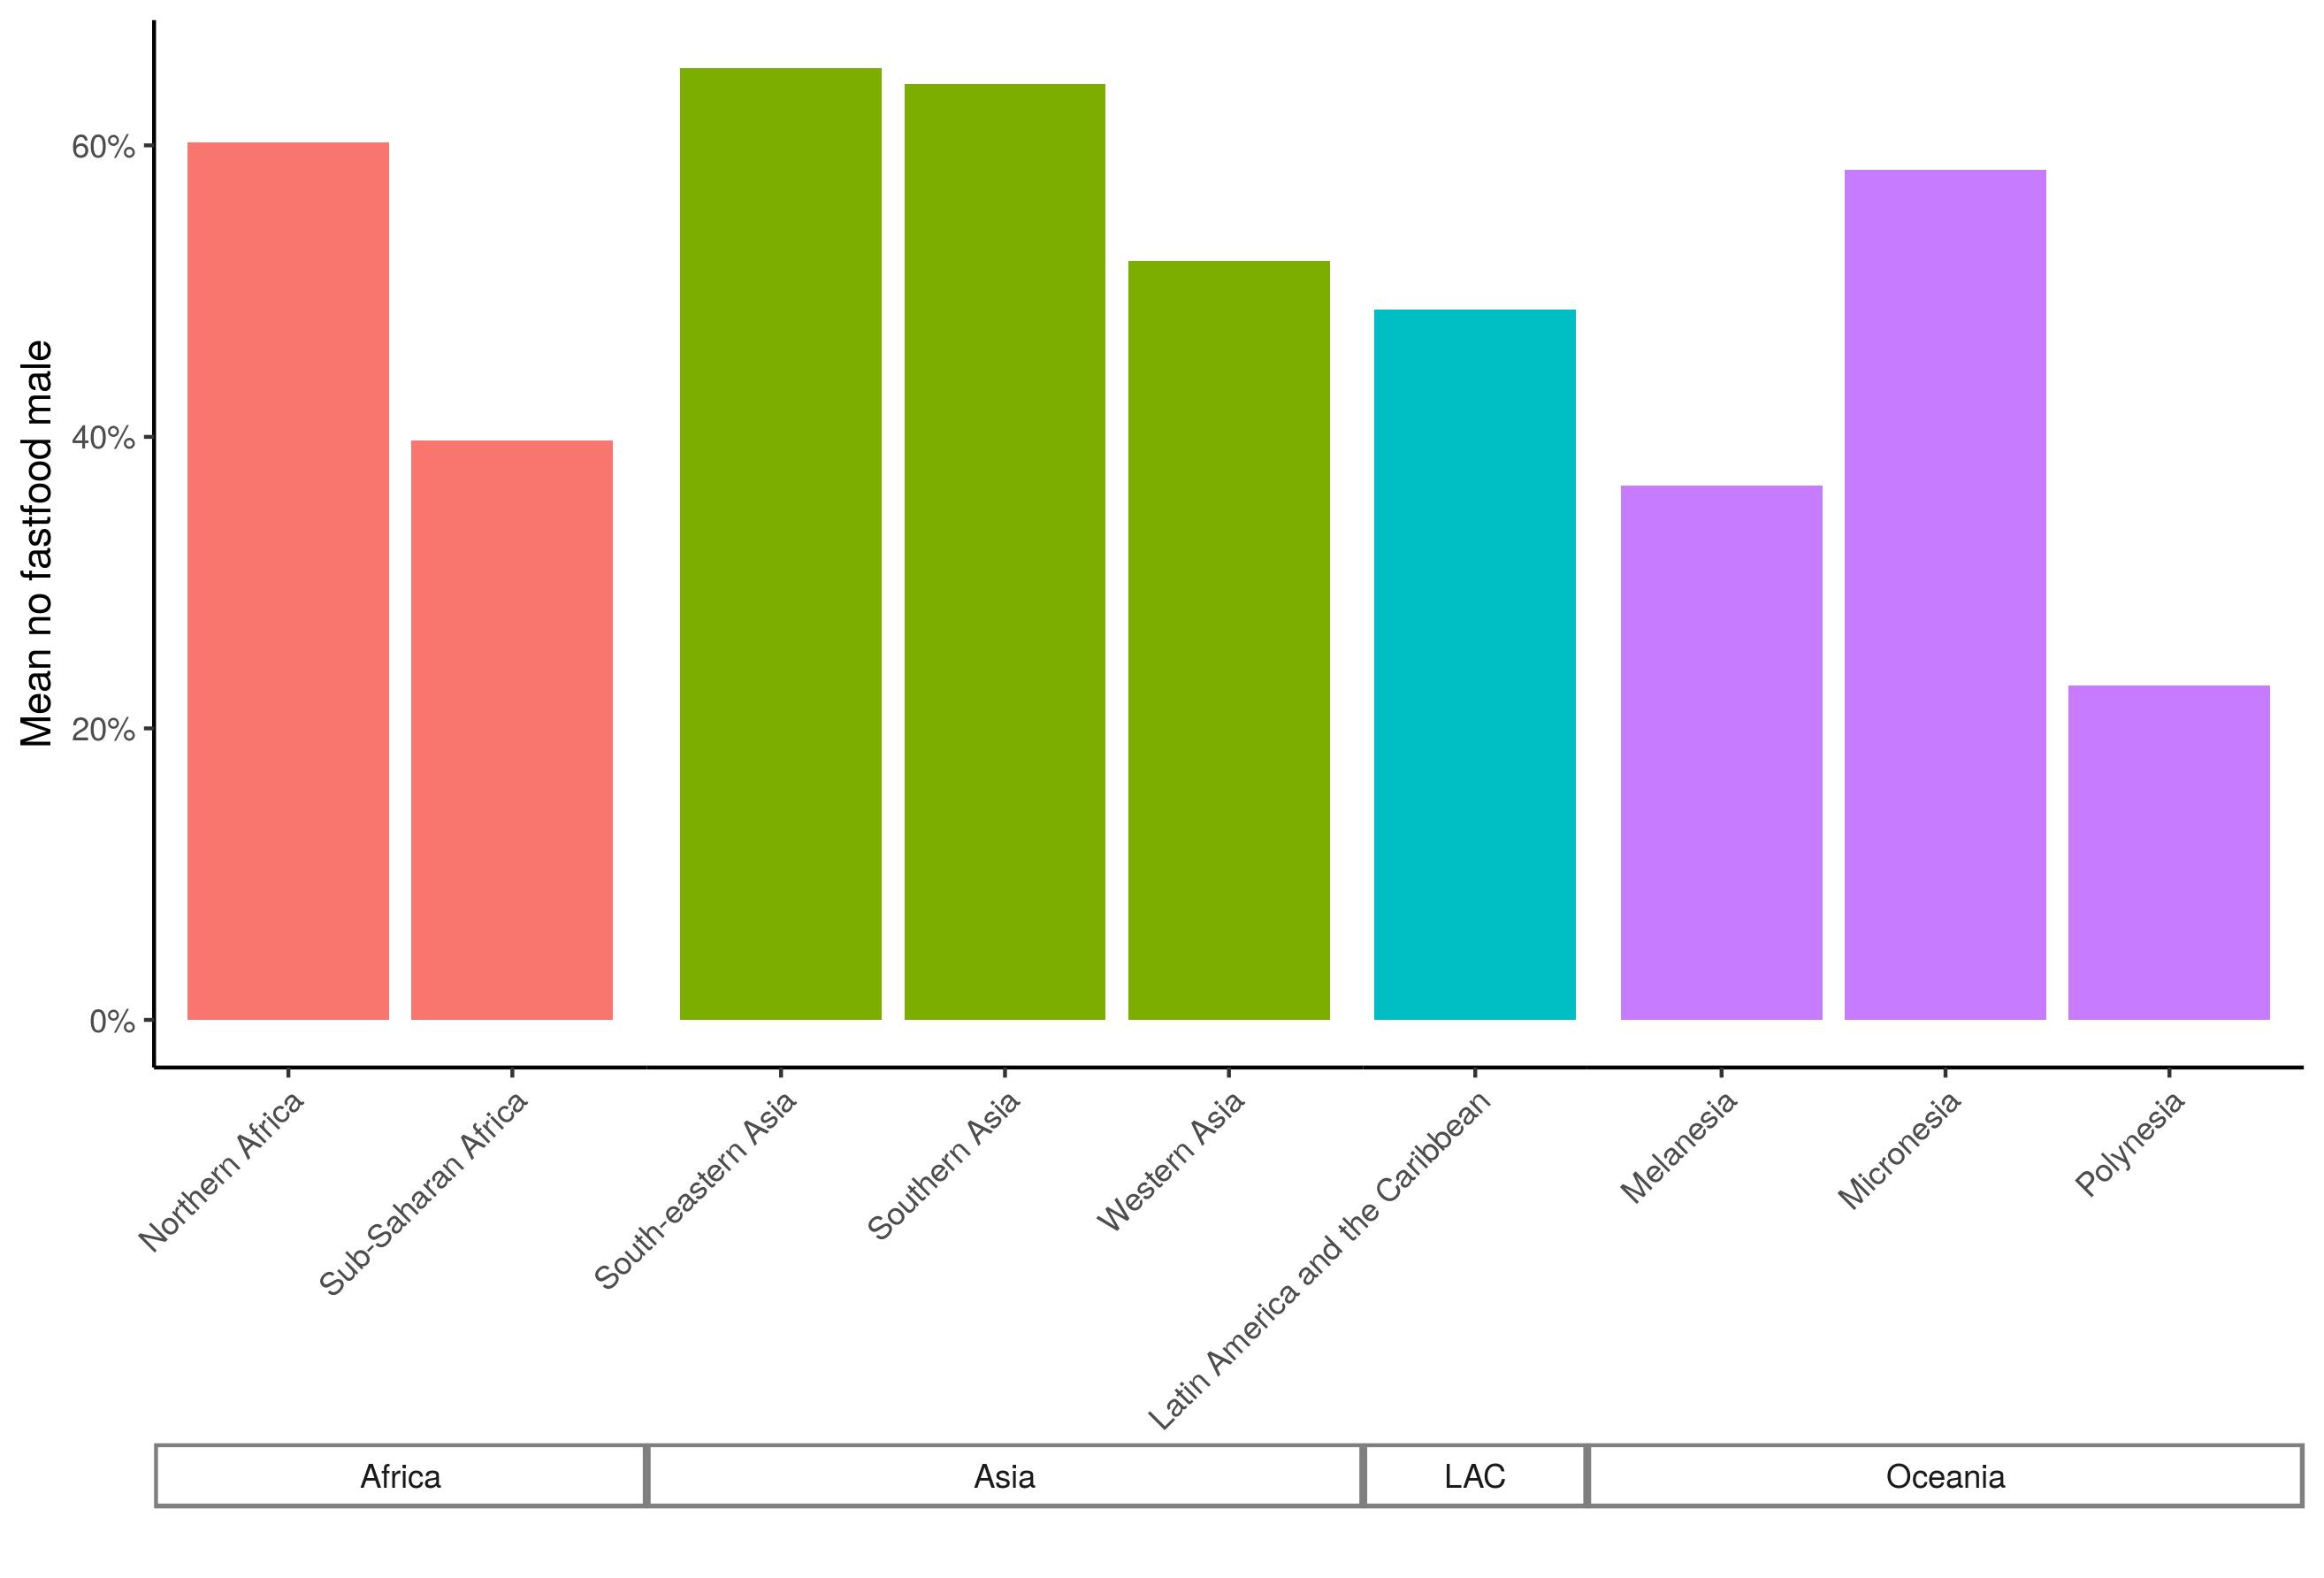 Mean no fastfood male
60%
40%
20%
0%
Northern Africa
Sub-Saharan Africa
South-eastern Asia
Southern Asia
Western Asia
Latin America and the Caribbean
Melanesia
Micronesia
Polynesia
Africa
Asia
LAC
Oceania